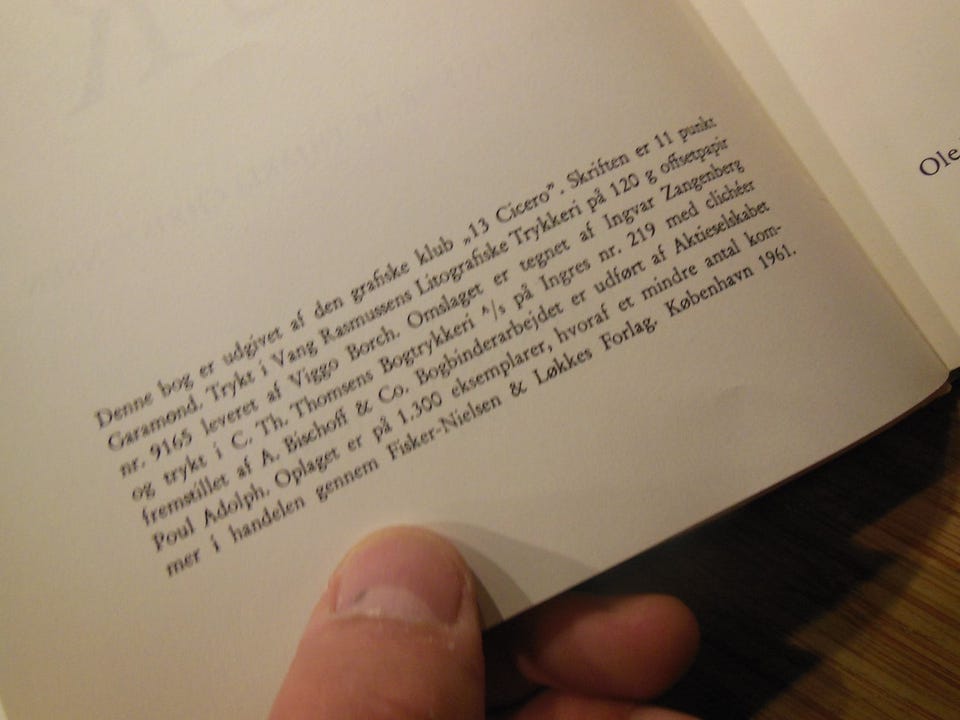 Denne bog er udgivet af den grafiske klub „13 Cicero”. Skriften er 11 punkt
Garamond. Trykt i Vang Rasmussens Litografiske Trykkeri på 120 g offsetpapir
nr. 9165 leveret af Viggo Borch. Omslaget er tegnet af Ingvar Zangenberg
og trykt i C. Th. Thomsens Bogtrykkeri A/s på Ingres nr. 219 med clichéer
fremstillet af A. Bischoff & Co. Bogbinderarbejdet er udført af Aktieselskabet
Poul Adolph. Oplaget er på 1.300 eksemplarer, hvoraf et mindre antal kom-
mer i handelen gennem Fisker-Nielsen & Løkkes Forlag. København 1961.
Ole